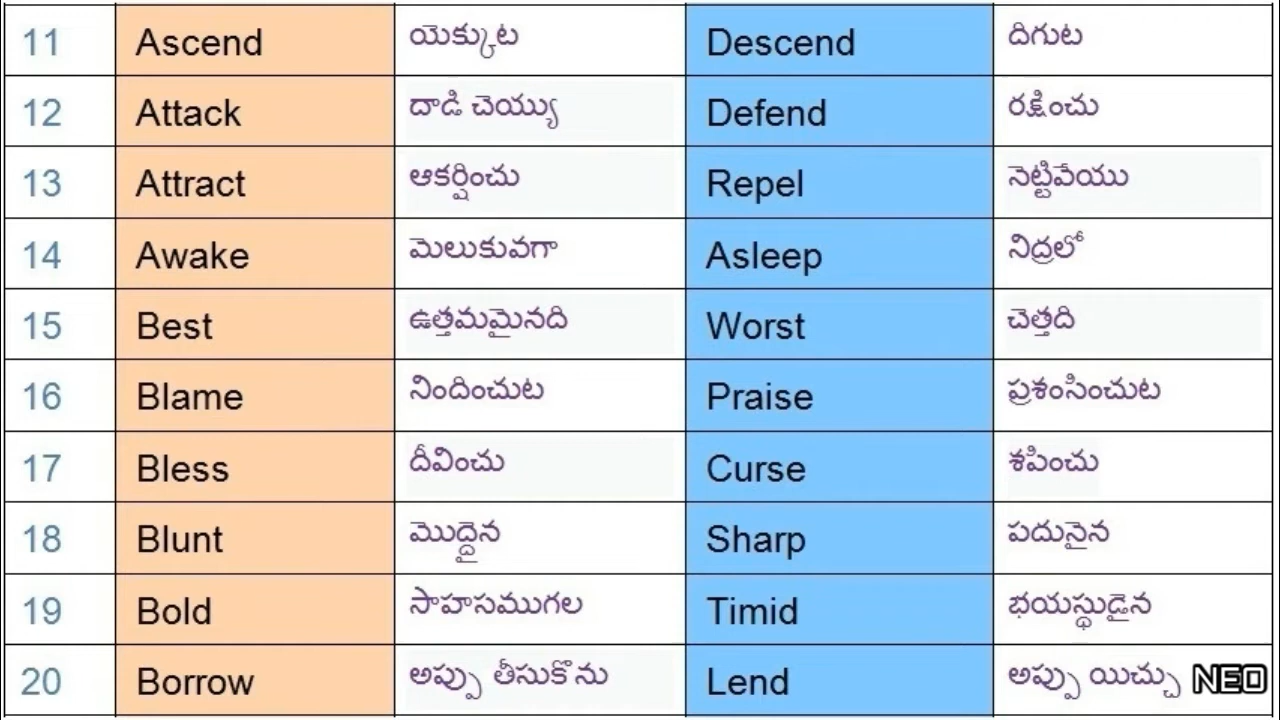 11 Ascend యెక్కుట Descend దిగుట
12 Attack దాడి చెయ్యు Defend రక్షించు
13 Attract ఆకర్షించు Repel నెట్టివేయు
14 Awake మెలుకువగా Asleep నిద్రలో
15 Best ఉత్తమమైనది Worst చెత్తది
16 Blame నిందించుట Praise ప్రశంసించుట
17 Bless దీవించు Curse శపించు
18 Blunt మొద్దైన Sharp పదునైన
19 Bold సాహసముగల Timid భయస్థుడైన
20 Borrow అప్పు తీసుకొను Lend అప్పు యిచ్చు NEO